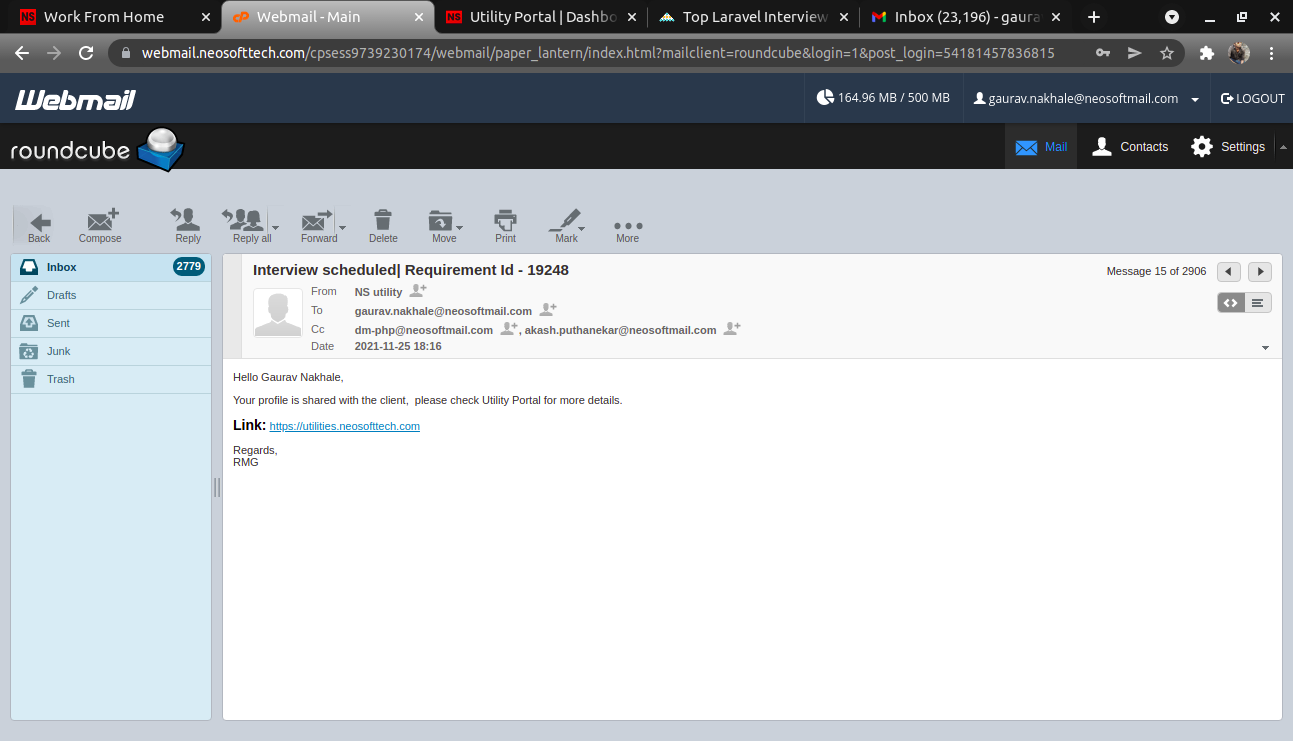 NS Work From Home
cP Webmail - Main
NS Utility Portal | Dashbo
Top Laravel Interview
Inbox (23,196) - gaura
webmail.neosofttech.com/cpsess9739230174/webmail/paper_lantern/index.html?mailclient=roundcube&login=1&post_login=54181457836815
Webmail
164.96 MB / 500 MB
gaurav.nakhale@neosoftmail.com
LOGOUT
roundcube
Mail
Contacts
Settings
Back
Compose
Reply
Reply all
Forward
Delete
Move
Print
Mark
More
Inbox 2779
Drafts
Sent
Junk
Trash
Interview scheduled| Requirement Id - 19248
Message 15 of 2906
From NS utility
To gaurav.nakhale@neosoftmail.com
Cc dm-php@neosoftmail.com , akash.puthanekar@neosoftmail.com
Date 2021-11-25 18:16
Hello Gaurav Nakhale,
Your profile is shared with the client,  please check Utility Portal for more details.
Link: https://utilities.neosofttech.com
Regards,
RMG